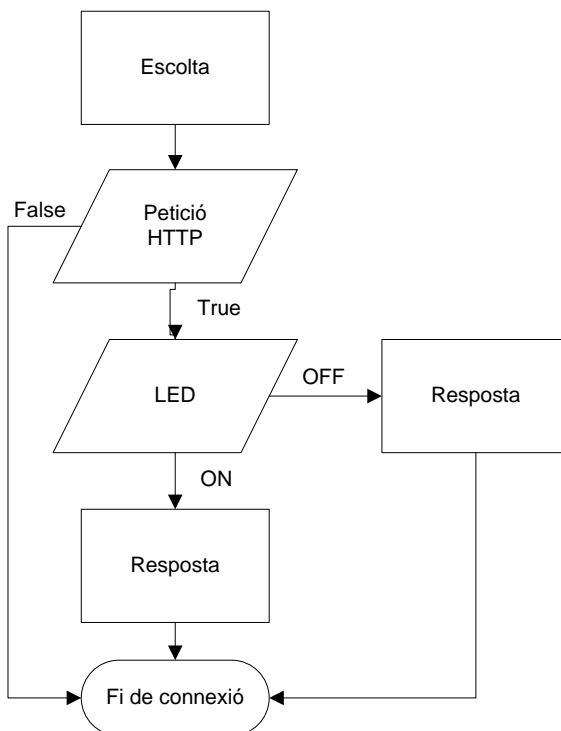 Escolta
False
Petició
HTTP
True
LED
OFF
Resposta
ON
Resposta
Fi de connexió